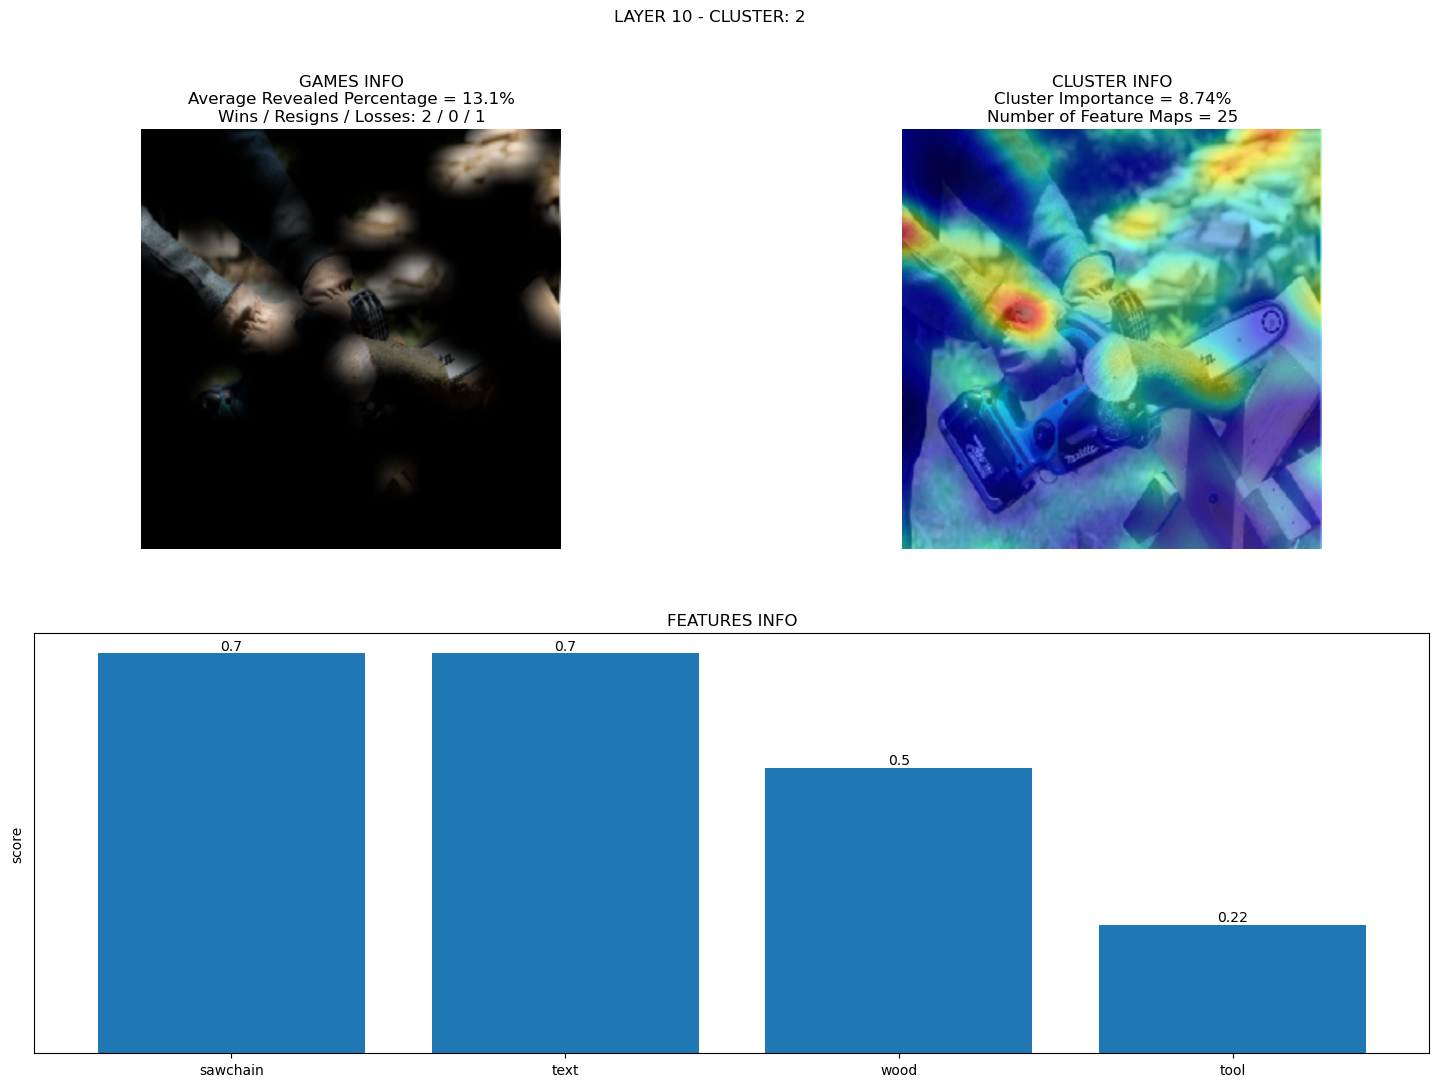 LAYER 10 - CLUSTER: 2
GAMES INFO
Average Revealed Percentage = 13.1%
Wins / Resigns / Losses: 2 / 0 / 1
CLUSTER INFO
Cluster Importance = 8.74%
Number of Feature Maps = 25
FEATURES INFO
score
0.7
0.7
0.5
0.22
sawchain
text
wood
tool